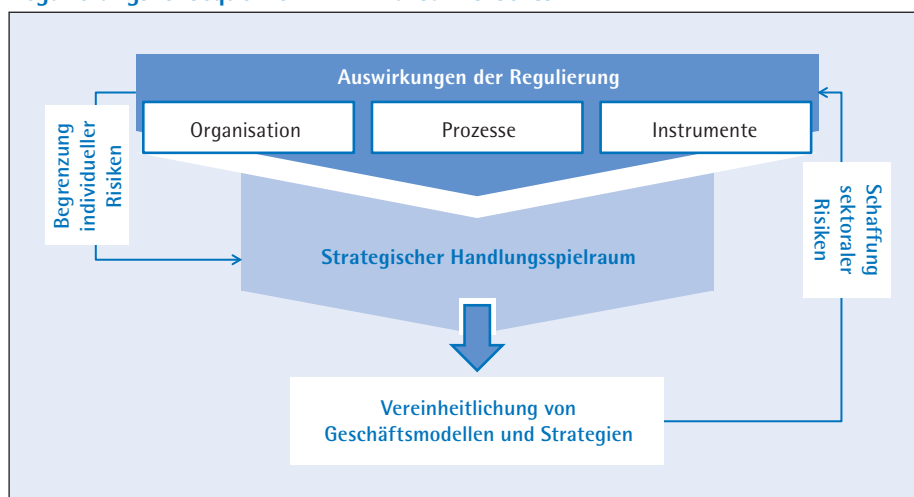 Auswirkungen der Regulierung
Organisation
Prozesse
Instrumente
Begrenzung
individueller
Risiken
Schaffung
sektoraler
Risiken
Strategischer Handlungsspielraum
Vereinheitlichung von
Geschäftsmodellen und Strategien